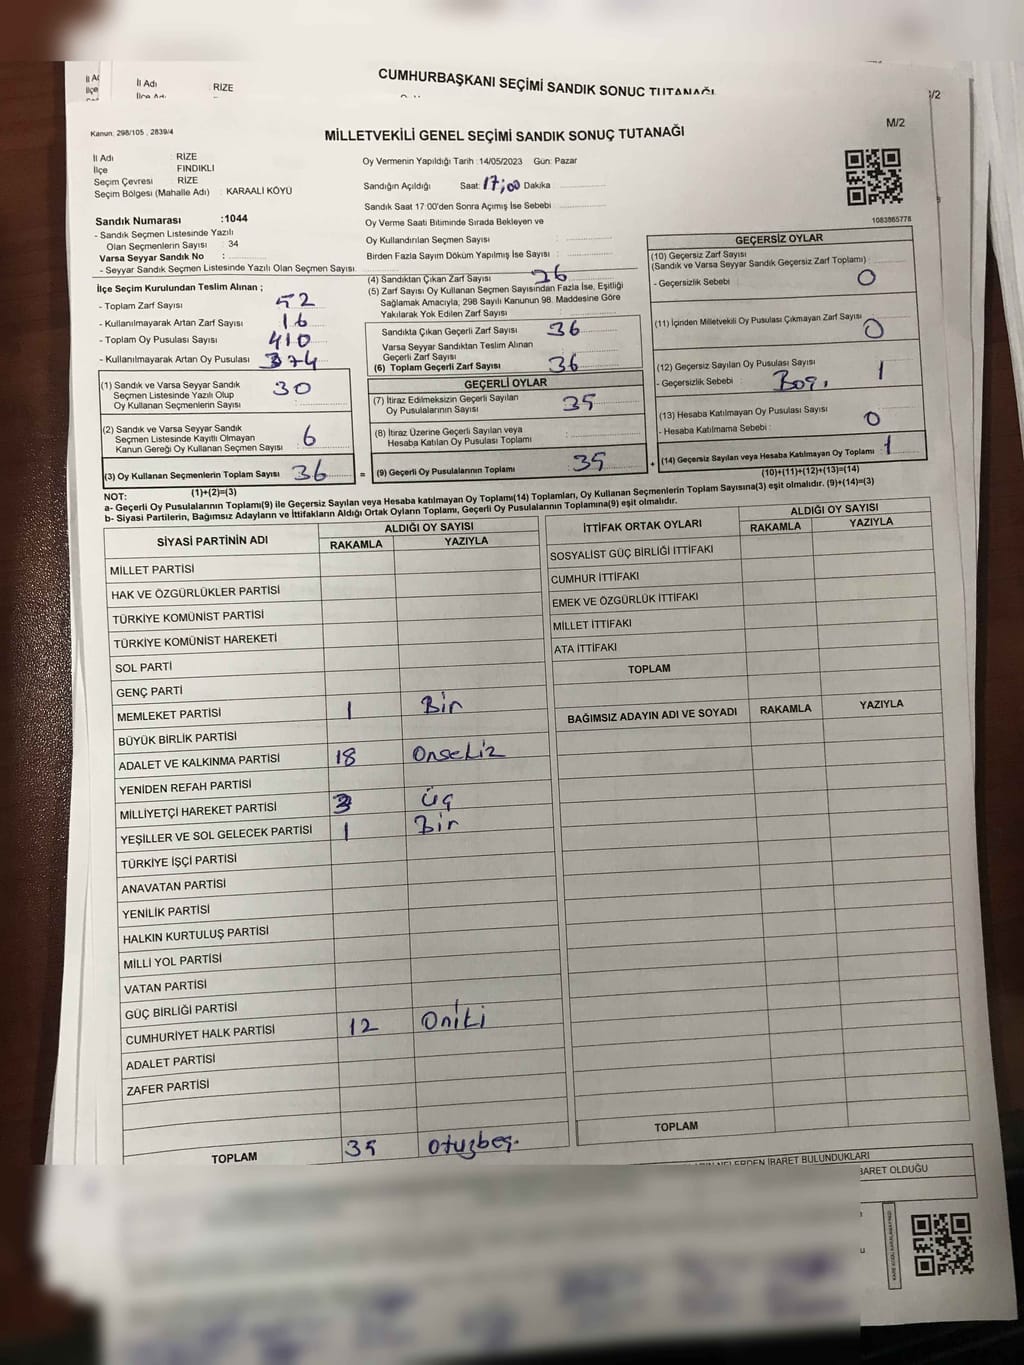 İl Adı
İlçe
İl Adı
RİZE
CUMHURBAŞKANI SEÇİMİ SANDIK SONUÇ TUTANAĞI
Kanun: 298/105 , 2839/4
MİLLETVEKİLİ GENEL SEÇİMİ SANDIK SONUÇ TUTANAĞI
M/2
İl Adı : RİZE
İlçe FINDIKLI
Seçim Çevresi : RİZE
Seçim Bölgesi (Mahalle Adı) : KARAALİ KÖYÜ
Oy Vermenin Yapıldığı Tarih :14/05/2023 Gün: Pazar
Sandığın Açıldığı Saat: 17;00 Dakika
Sandık Saat 17:00'den Sonra Açımış İse Sebebi
Oy Verme Saati Bitiminde Sırada Bekleyen ve
Oy Kullandırılan Seçmen Sayısı :
Birden Fazla Sayım Döküm Yapılmış İse Sayısı :
1083865778
Sandık Numarası :1044
- Sandık Seçmen Listesinde Yazılı
Olan Seçmenlerin Sayısı : 34
Varsa Seyyar Sandık No :
- Seyyar Sandık Seçmen Listesinde Yazılı Olan Seçmen Sayısı.
İlçe Seçim Kurulundan Teslim Alınan ;
- Toplam Zarf Sayısı 52
- Kullanılmayarak Artan Zarf Sayısı 16
- Toplam Oy Pusulası Sayısı 410
- Kullanılmayarak Artan Oy Pusulası 374
(1) Sandık ve Varsa Seyyar Sandık 30
Seçmen Listesinde Yazılı Olup
Oy Kullanan Seçmenlerin Sayısı :
(2) Sandık ve Varsa Seyyar Sandık
Seçmen Listesinde Kayıtlı Olmayan 6
Kanun Gereği Oy Kullanan Seçmen Sayısı :
(3) Oy Kullanan Seçmenlerin Toplam Sayısı 36 =
(1)+(2)=(3)
(4) Sandıktan Çıkan Zarf Sayısı 36
(5) Zarf Sayısı Oy Kullanan Seçmen Sayısından Fazla İse, Eşitliği
Sağlamak Amacıyla, 298 Sayılı Kanunun 98. Maddesine Göre
Yakılarak Yok Edilen Zarf Sayısı :
Sandıkta Çıkan Geçerli Zarf Sayısı 36
Varsa Seyyar Sandıktan Teslim Alınan
Geçerli Zarf Sayısı
(6) Toplam Geçerli Zarf Sayısı 36
GEÇERLİ OYLAR
(7) İtiraz Edilmeksizin Geçerli Sayılan
Oy Pusulalarının Sayısı 35
(8) İtiraz Üzerine Geçerli Sayılan veya
Hesaba Katılan Oy Pusulası Toplamı
(9) Geçerli Oy Pusulalarının Toplamı 35 +
GEÇERSİZ OYLAR
(10) Geçersiz Zarf Sayısı
(Sandık ve Varsa Seyyar Sandık Geçersiz Zarf Toplamı) :
- Geçersizlik Sebebi : 0
(11) İçinden Milletvekili Oy Pusulası Çıkmayan Zarf Sayısı 0
(12) Geçersiz Sayılan Oy Pusulası Sayısı 1
- Geçersizlik Sebebi : Boş,
(13) Hesaba Katılmayan Oy Pusulası Sayısı 0
- Hesaba Katılmama Sebebi :
(14) Geçersiz Sayılan veya Hesaba Katılmayan Oy Toplamı 1
(10)+(11)+(12)+(13)=(14)
NOT:
a- Geçerli Oy Pusulalarının Toplamı(9) ile Geçersiz Sayılan veya Hesaba katılmayan Oy Toplamı(14) Toplamları, Oy Kullanan Seçmenlerin Toplam Sayısına(3) eşit olmalıdır. (9)+(14)=(3)
b- Siyasi Partilerin, Bağımsız Adayların ve İttifakların Aldığı Ortak Oyların Toplamı, Geçerli Oy Pusulalarının Toplamına(9) eşit olmalıdır.
SİYASİ PARTİNİN ADI
ALDIĞI OY SAYISI
RAKAMLA YAZIYLA
MİLLET PARTİSİ
HAK VE ÖZGÜRLÜKLER PARTİSİ
TÜRKİYE KOMÜNİST PARTİSİ
TÜRKİYE KOMÜNİST HAREKETİ
SOL PARTİ
GENÇ PARTİ
MEMLEKET PARTİSİ 1 Bir
BÜYÜK BİRLİK PARTİSİ
ADALET VE KALKINMA PARTİSİ 18 Onsekiz
YENİDEN REFAH PARTİSİ
MİLLİYETÇİ HAREKET PARTİSİ 3 Üç
YEŞİLLER VE SOL GELECEK PARTİSİ 1 Bir
TÜRKİYE İŞÇİ PARTİSİ
ANAVATAN PARTİSİ
YENİLİK PARTİSİ
HALKIN KURTULUŞ PARTİSİ
MİLLİ YOL PARTİSİ
VATAN PARTİSİ
GÜÇ BİRLİĞİ PARTİSİ
CUMHURİYET HALK PARTİSİ 12 Oniki
ADALET PARTİSİ
ZAFER PARTİSİ
TOPLAM 35 Otuzbeş.
İTTİFAK ORTAK OYLARI
ALDIĞI OY SAYISI
RAKAMLA YAZIYLA
SOSYALİST GÜÇ BİRLİĞİ İTTİFAKI
CUMHUR İTTİFAKI
EMEK VE ÖZGÜRLÜK İTTİFAKI
MİLLET İTTİFAKI
ATA İTTİFAKI
TOPLAM
BAĞIMSIZ ADAYIN ADI VE SOYADI RAKAMLA YAZIYLA
TOPLAM
NELERDEN İBARET BULUNDUKLARI
BARET OLDUĞU